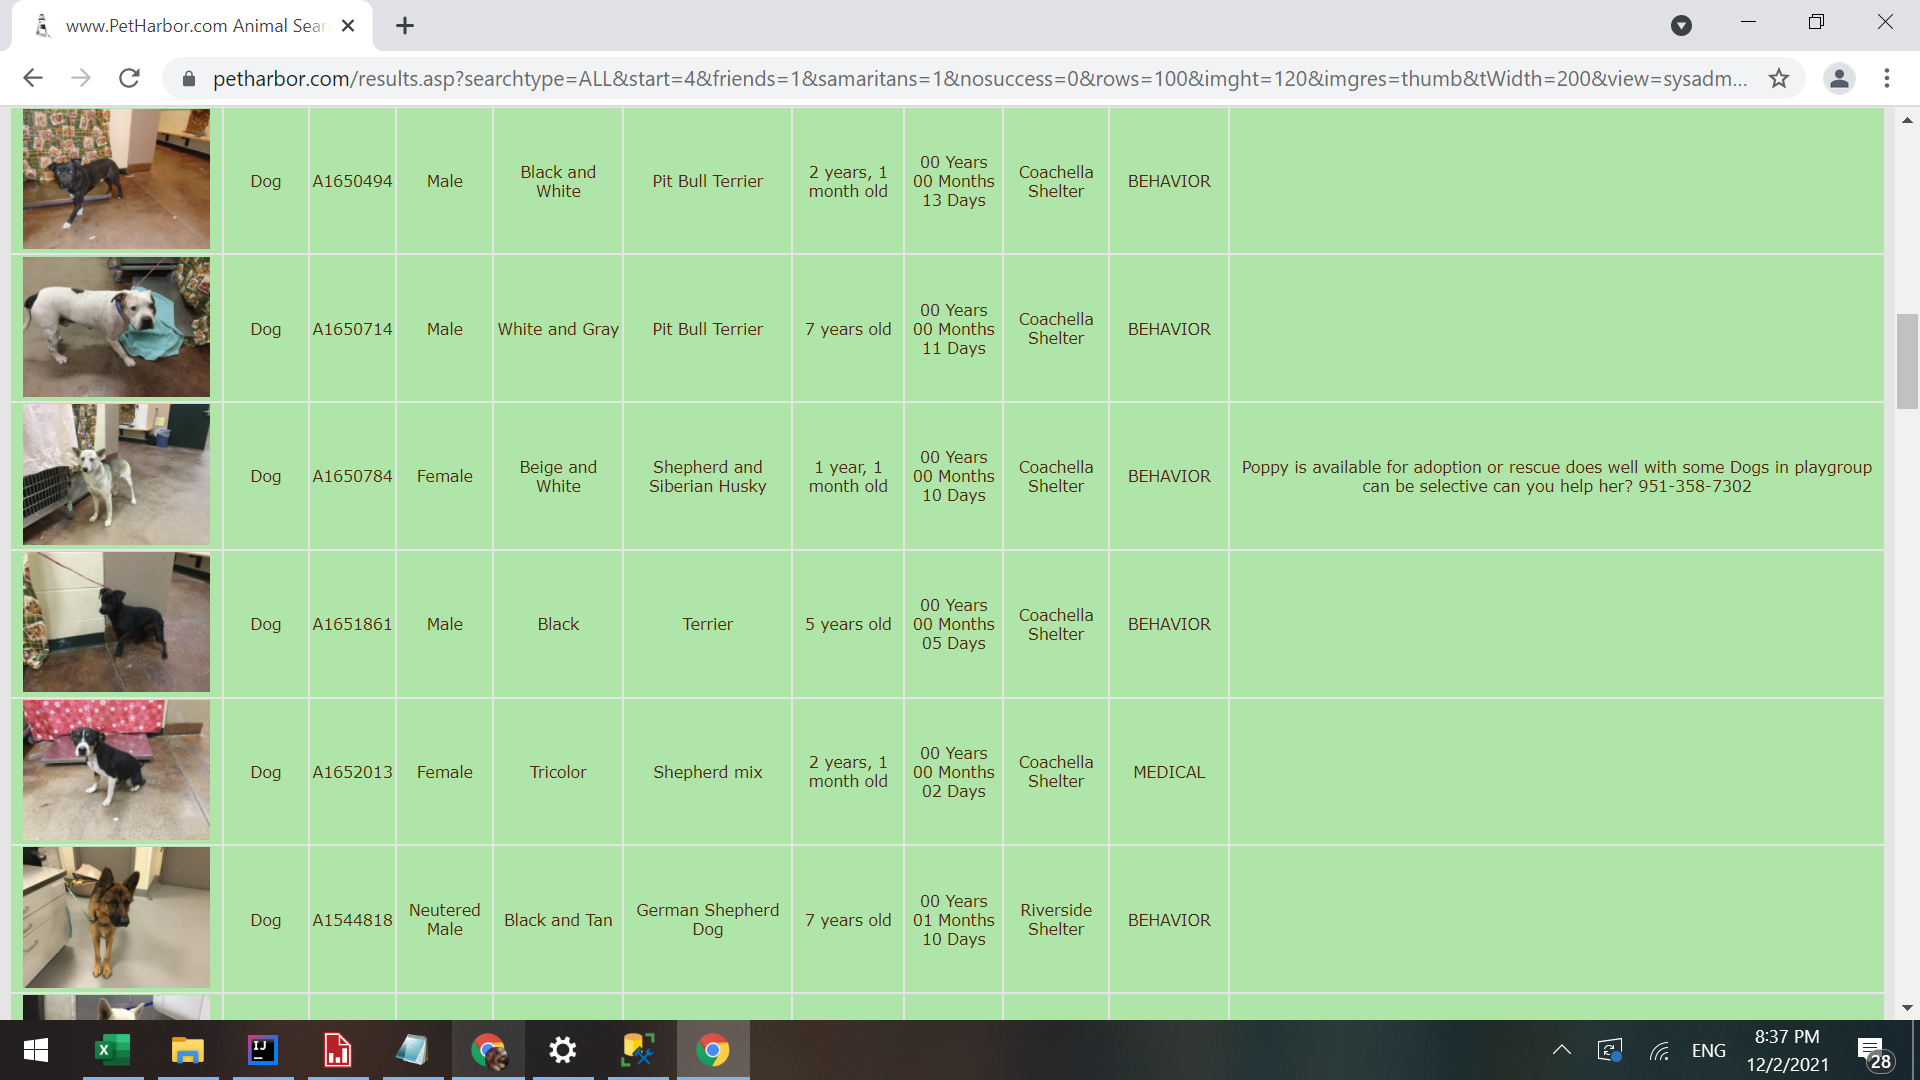 www.PetHarbor.com Animal Sear
petharbor.com/results.asp?searchtype=ALL&start=4&friends=1&samaritans=1&nosuccess=0&rows=100&imght=120&imgres=thumb&tWidth=200&view=sysadm...
Dog A1650494 Male Black and White Pit Bull Terrier 2 years, 1 month old 00 Years 00 Months 13 Days Coachella Shelter BEHAVIOR
Dog A1650714 Male White and Gray Pit Bull Terrier 7 years old 00 Years 00 Months 11 Days Coachella Shelter BEHAVIOR
Dog A1650784 Female Beige and White Shepherd and Siberian Husky 1 year, 1 month old 00 Years 00 Months 10 Days Coachella Shelter BEHAVIOR Poppy is available for adoption or rescue does well with some Dogs in playgroup can be selective can you help her? 951-358-7302
Dog A1651861 Male Black Terrier 5 years old 00 Years 00 Months 05 Days Coachella Shelter BEHAVIOR
Dog A1652013 Female Tricolor Shepherd mix 2 years, 1 month old 00 Years 00 Months 02 Days Coachella Shelter MEDICAL
Dog A1544818 Neutered Male Black and Tan German Shepherd Dog 7 years old 00 Years 01 Months 10 Days Riverside Shelter BEHAVIOR
X IJ ENG 8:37 PM
12/2/2021 28